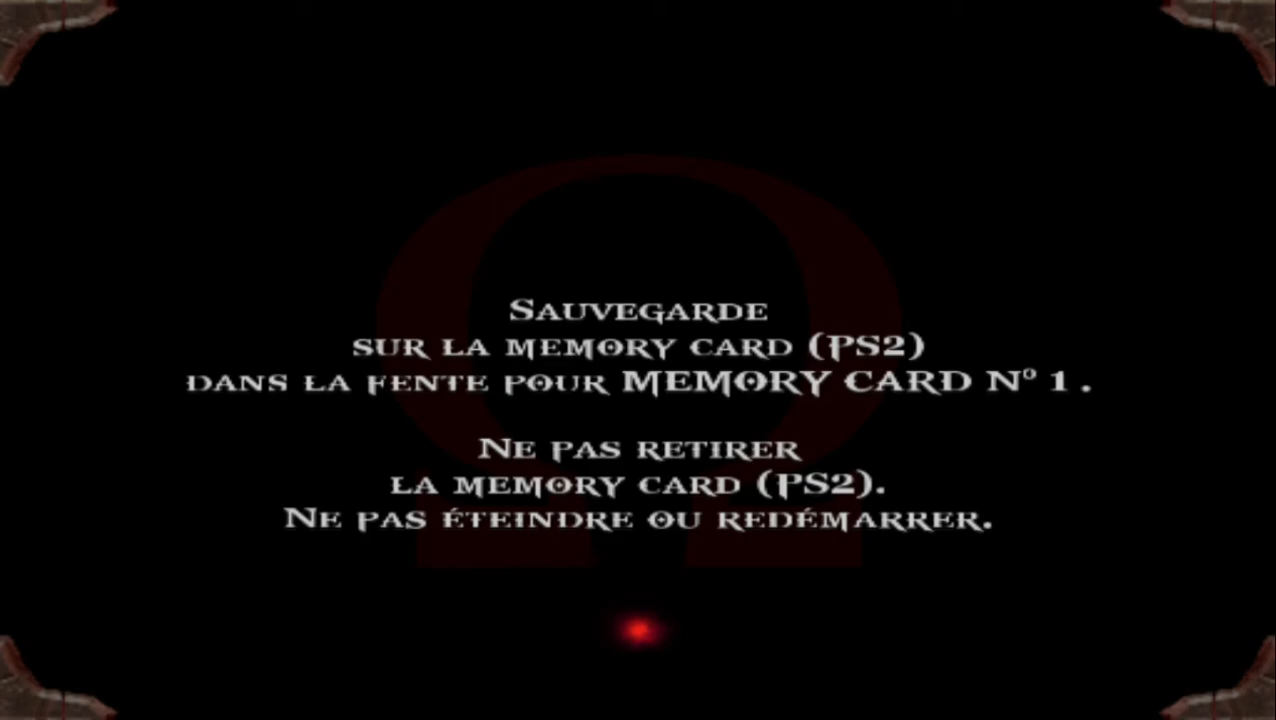 Sauvegarde
sur la memory card (PS2)
dans la fente pour MEMORY CARD Nº 1.
Ne pas retirer
la memory card (PS2).
Ne pas éteindre ou redémarrer.